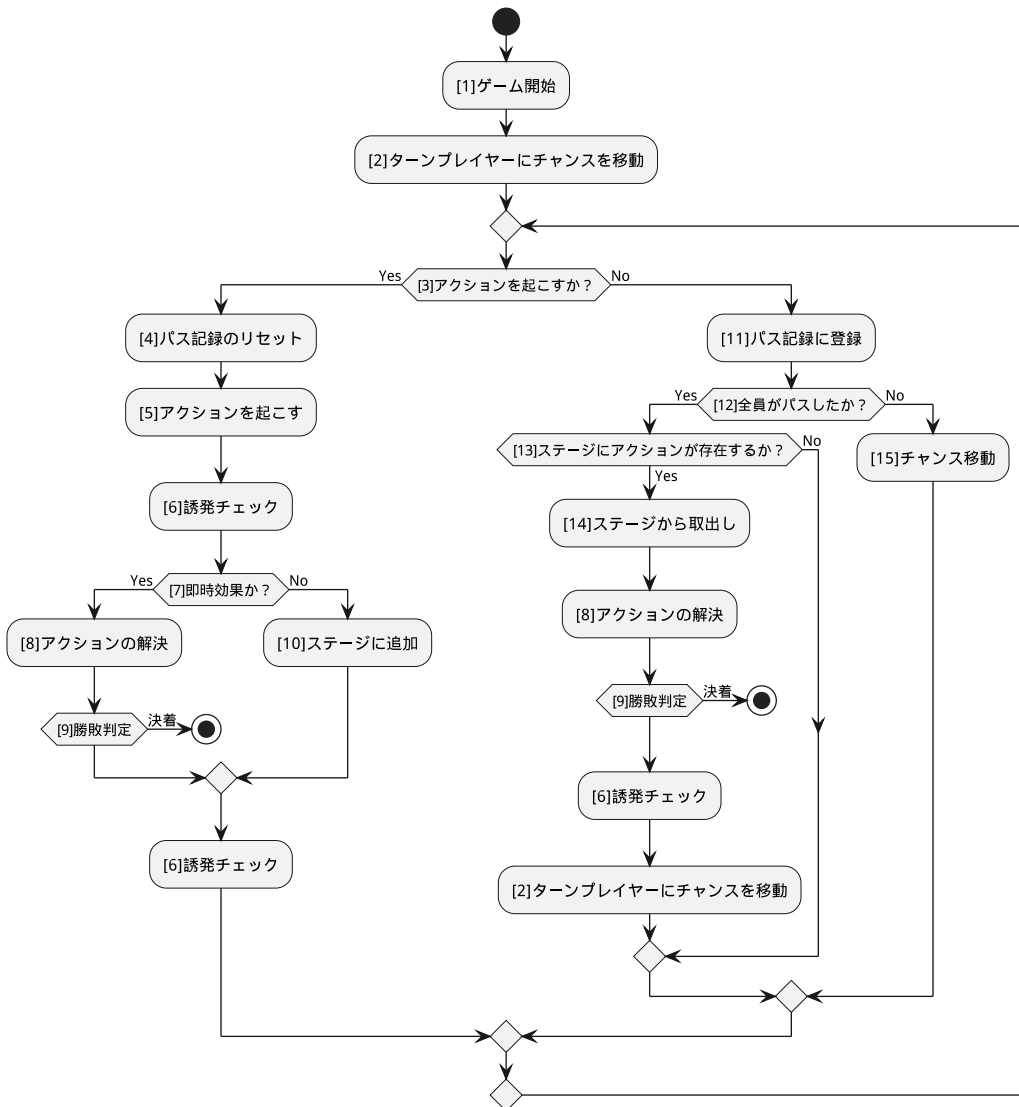 [1]ゲーム開始
[2]ターンプレイヤーにチャンスを移動
[3]アクションを起こすか？
Yes
No
[4]パス記録のリセット
[5]アクションを起こす
[6]誘発チェック
[7]即時効果か？
Yes
No
[8]アクションの解決
[9]勝敗判定
決着
[10]ステージに追加
[6]誘発チェック
[11]パス記録に登録
[12]全員がパスしたか？
Yes
No
[13]ステージにアクションが存在するか？
Yes
No
[14]ステージから取出し
[8]アクションの解決
[9]勝敗判定
決着
[6]誘発チェック
[2]ターンプレイヤーにチャンスを移動
[15]チャンス移動